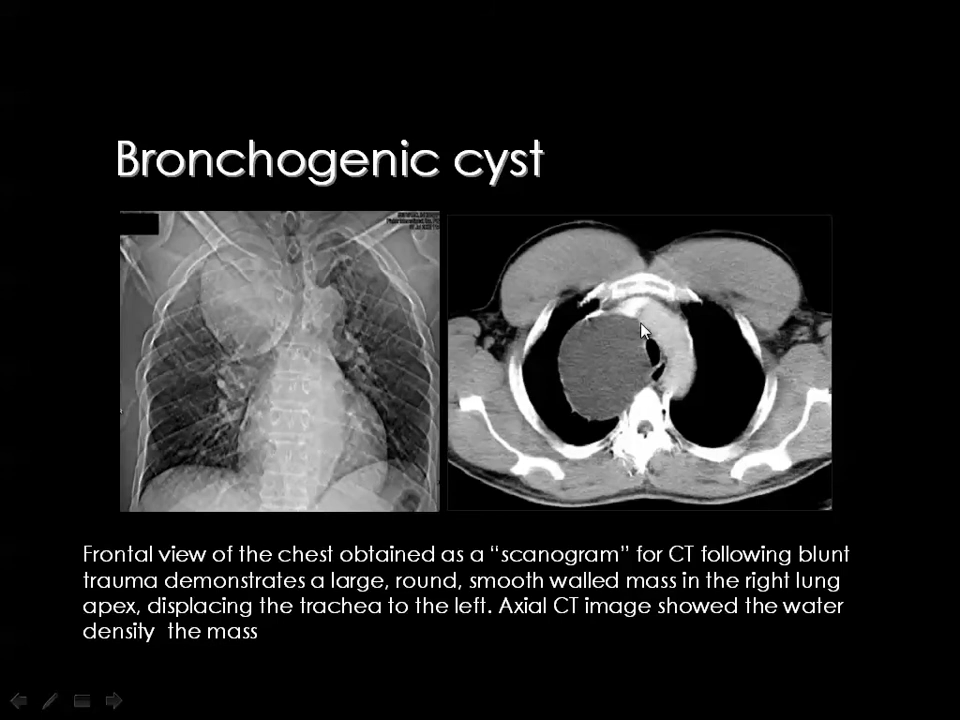 Bronchogenic cyst
Frontal view of the chest obtained as a “scanogram” for CT following blunt
trauma demonstrates a large, round, smooth walled mass in the right lung
apex, displacing the trachea to the left. Axial CT image showed the water
density the mass